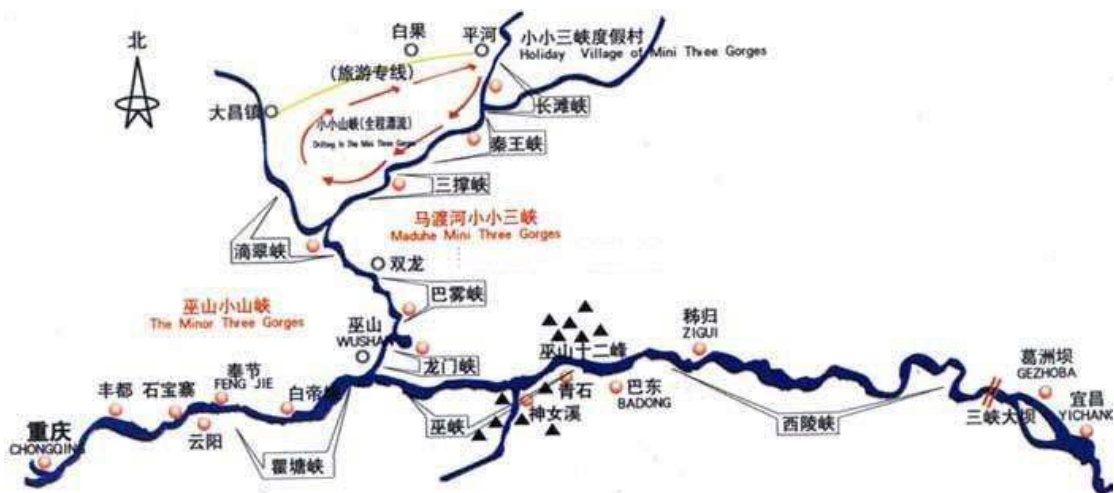 北
白果
平河
小小三峡度假村
Holiday Village of Mini Three Gorges
(旅游专线)
大昌镇
长滩峡
小小山峡(全程漂流)
Drifting In The Mini Three Gorges
秦王峡
三撑峡
马渡河小小三峡
Maduhe Mini Three Gorges
滴翠峡
双龙
巴雾峡
巫山小山峡
The Minor Three Gorges
巫山
WUSHAN
龙门峡
巫山十二峰
秭归
ZIGUI
葛洲坝
GEZHOBA
宜昌
YICHANG
奉节
FENG JIE
丰都
石宝寨
白帝
青石
巴东
BADONG
神女溪
三峡大坝
重庆
CHONGQING
云阳
瞿塘峡
巫峡
西陵峡